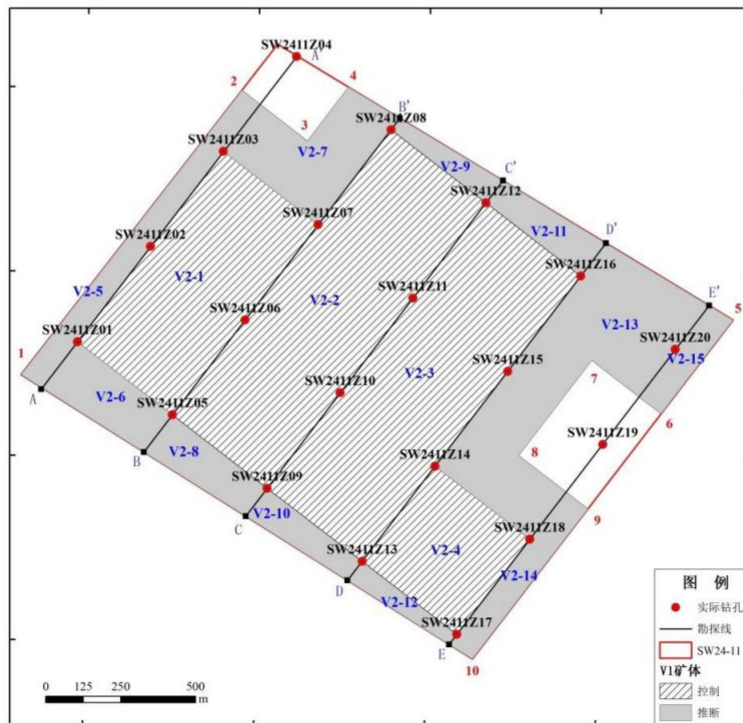 SW2411Z04
A'
2
4
B'
SW2410Z08
3
SW2411Z03
V2-7
V2-9
C'
SW2411Z12
SW2411Z07
V2-11
D'
SW2411Z02
SW2411Z16
V2-1
V2-5
V2-2
SW2411Z11
E'
5
SW2411Z06
V2-13
SW2411Z01
SW2411Z20
V2-15
1
V2-3
SW2411Z15
7
A
V2-6
SW2411Z10
SW2411Z05
6
SW2411Z19
B
V2-8
SW2411Z14
8
SW2411Z09
C
V2-10
9
SW2411Z18
SW2411Z13
V2-4
V2-14
D
V2-12
SW2411Z17
E
10
图 例
实际钻孔
勘探线
SW24-11
V1矿体
控制
推断
0 125 250 500
m